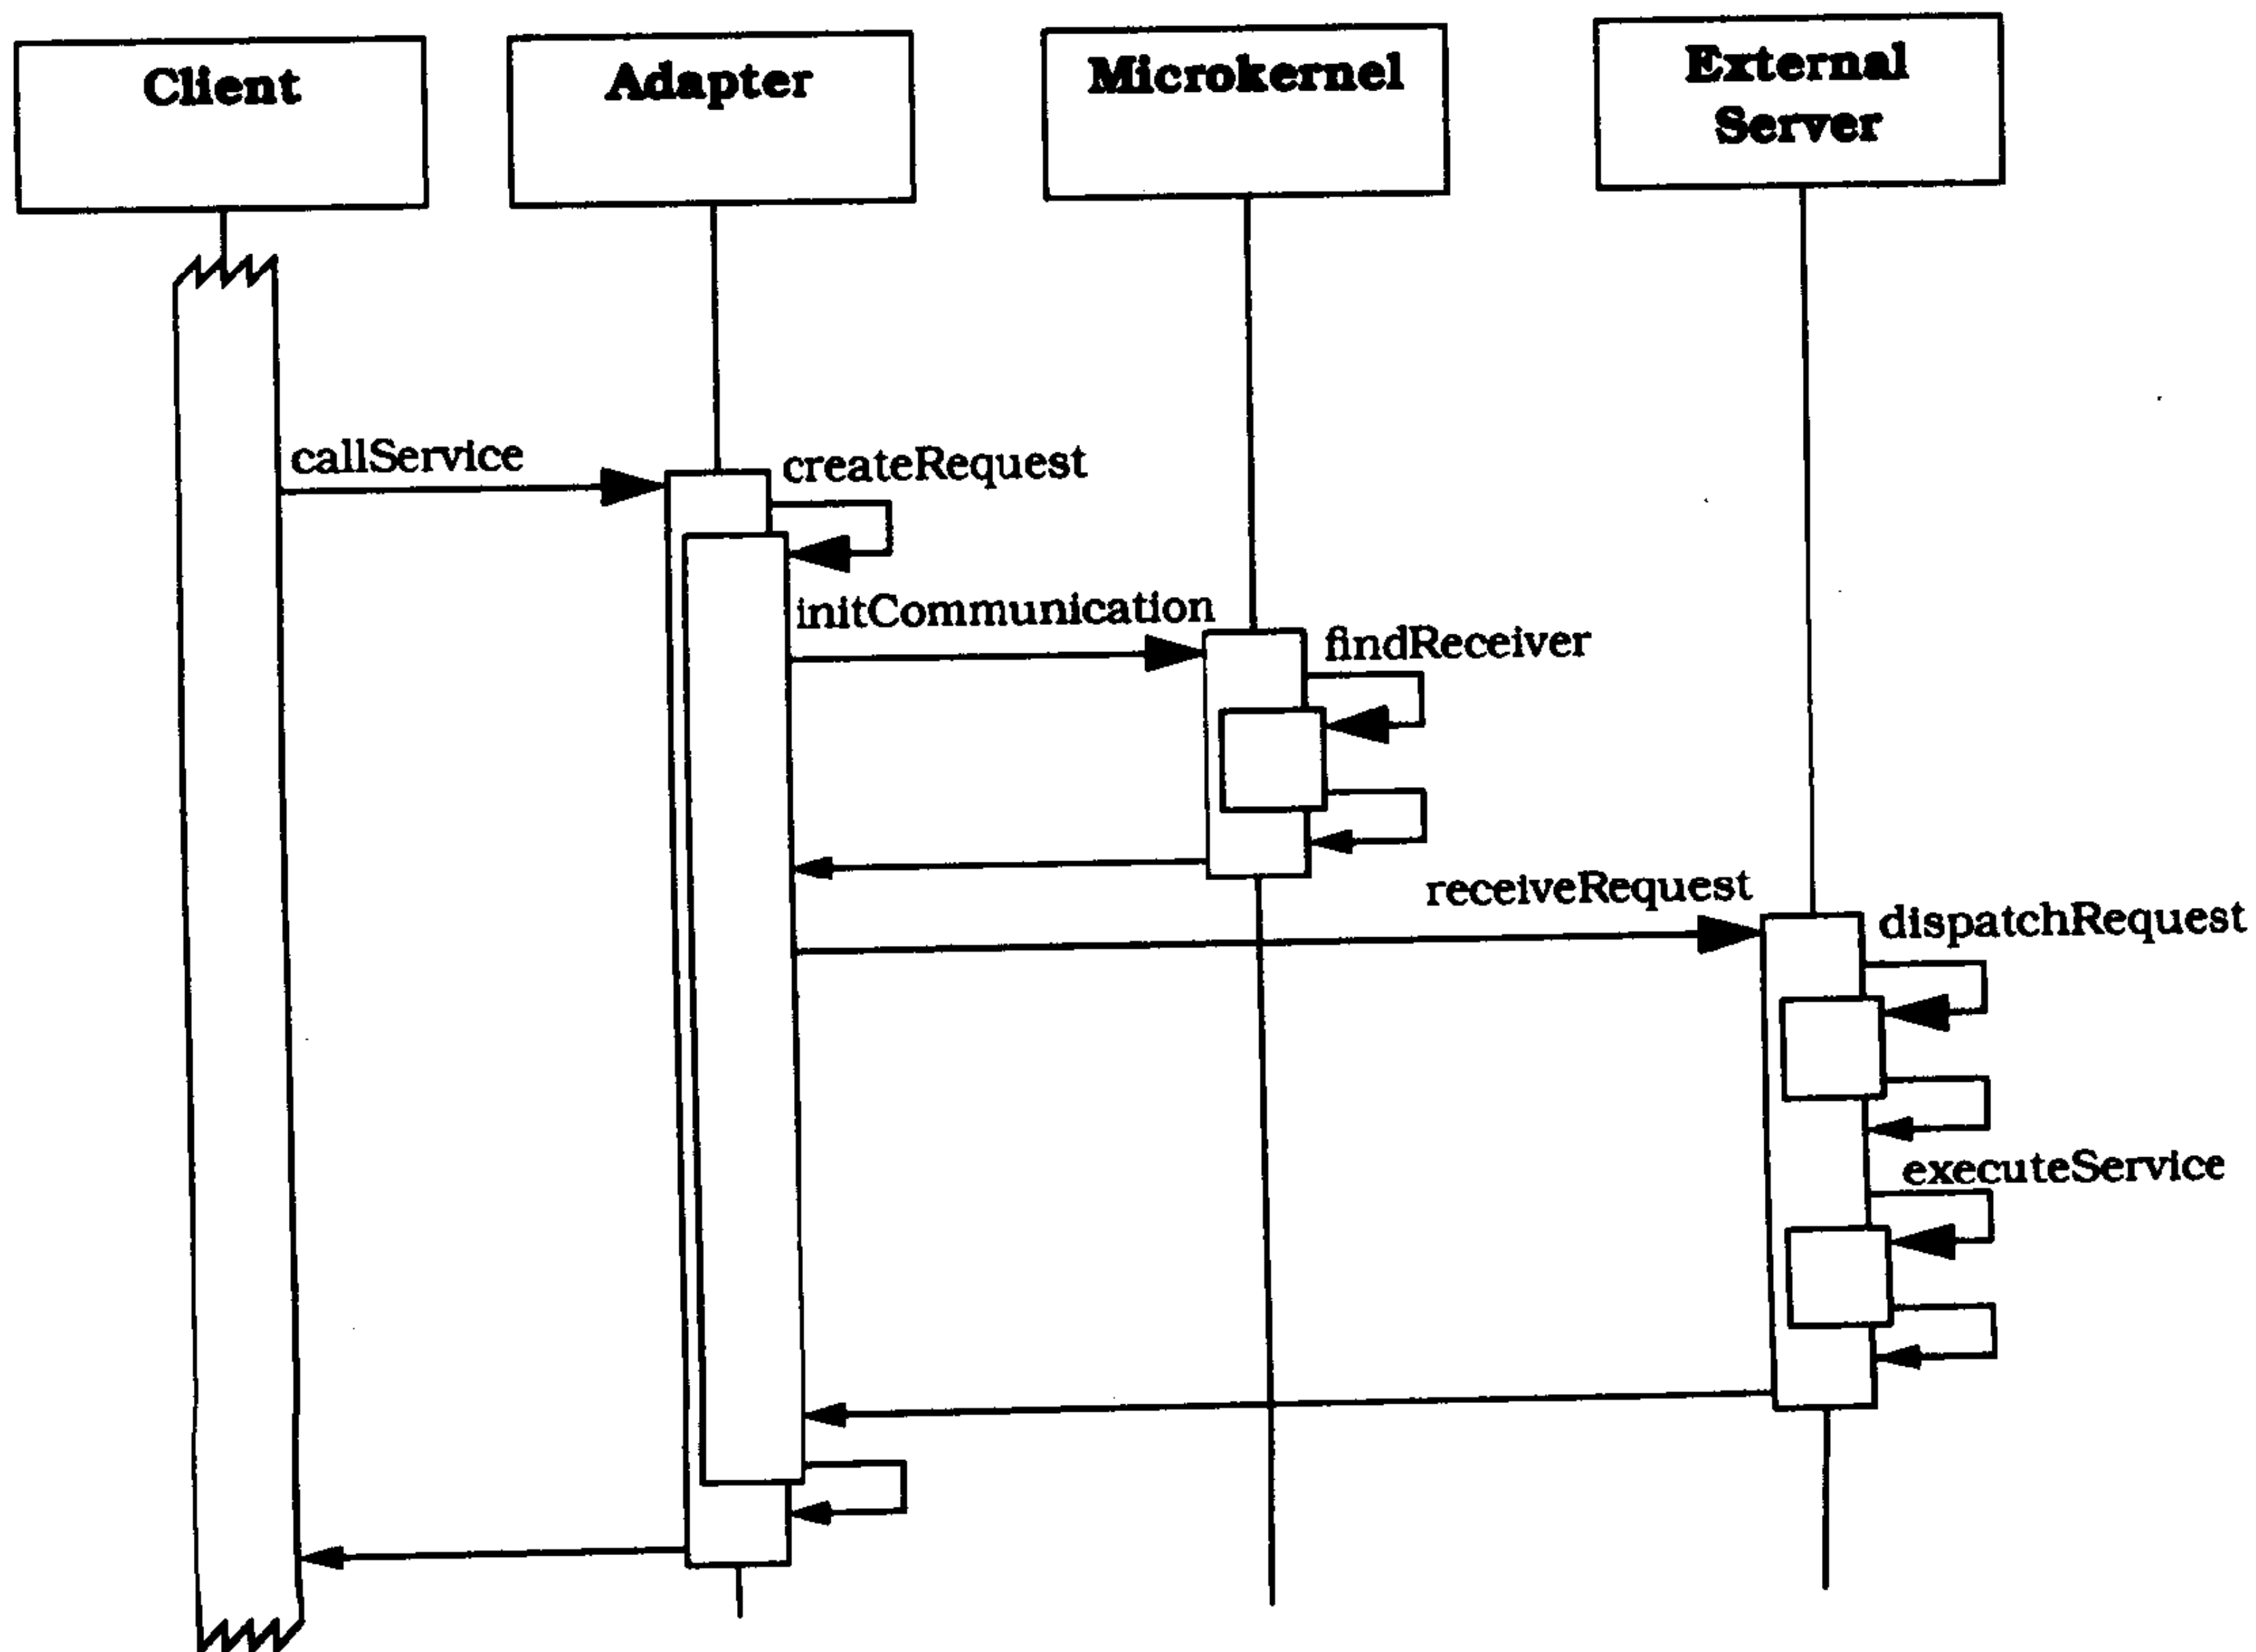 Client
Adapter
Microkernel
External
Server
callService
createRequest
initCommunication
findReceiver
receiveRequest
dispatchRequest
executeService